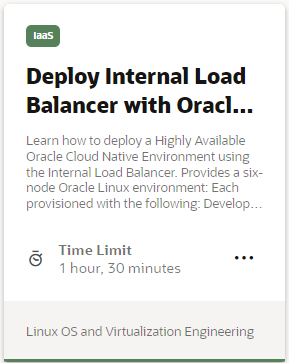 IaaS
Deploy Internal Load
Balancer with Oracl...
Learn how to deploy a Highly Available
Oracle Cloud Native Environment using
the Internal Load Balancer. Provides a six-
node Oracle Linux environment: Each
provisioned with the following: Develop...
Time Limit
1 hour, 30 minutes
Linux OS and Virtualization Engineering